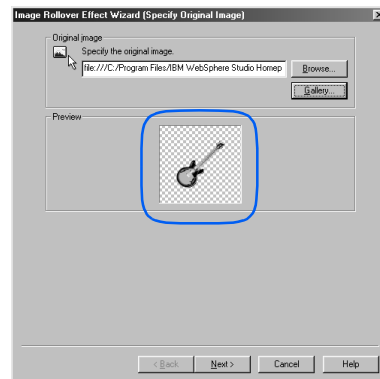 Image Rollover Effect Wizard (Specify Original Image)
Original image
Specify the original image.
file:///C:/Program Files/IBM WebSphere Studio Homep
Browse...
Gallery...
Preview
< Back
Next >
Cancel
Help